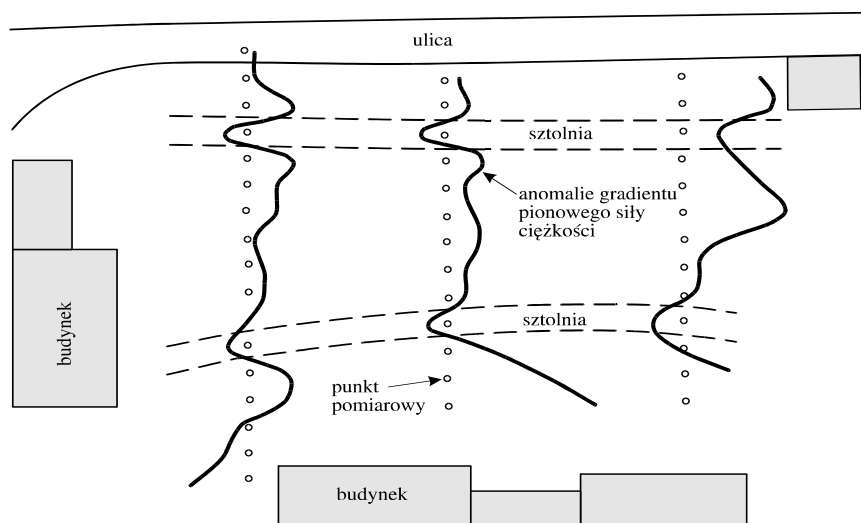 ulica
sztolnia
anomalie gradientu
pionowego siły
ciężkości
sztolnia
budynek
punkt
pomiarowy
budynek